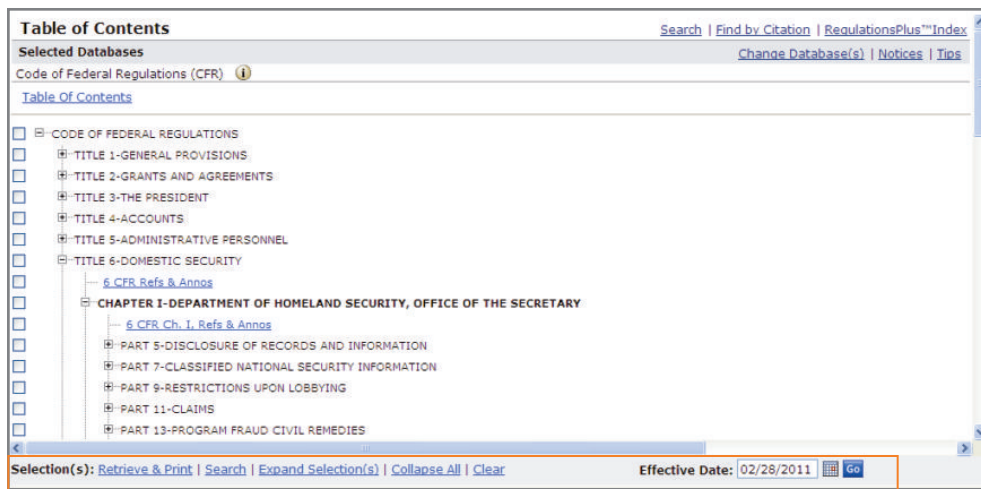 Table of Contents Search | Find by Citation | RegulationsPlus™Index
Selected Databases Change Database(s) | Notices | Tips
Code of Federal Regulations (CFR) i
Table Of Contents
CODE OF FEDERAL REGULATIONS
TITLE 1-GENERAL PROVISIONS
TITLE 2-GRANTS AND AGREEMENTS
TITLE 3-THE PRESIDENT
TITLE 4-ACCOUNTS
TITLE 5-ADMINISTRATIVE PERSONNEL
TITLE 6-DOMESTIC SECURITY
6 CFR Refs & Annos
CHAPTER I-DEPARTMENT OF HOMELAND SECURITY, OFFICE OF THE SECRETARY
6 CFR Ch. I, Refs & Annos
PART 5-DISCLOSURE OF RECORDS AND INFORMATION
PART 7-CLASSIFIED NATIONAL SECURITY INFORMATION
PART 9-RESTRICTIONS UPON LOBBYING
PART 11-CLAIMS
PART 13-PROGRAM FRAUD CIVIL REMEDIES
Selection(s): Retrieve & Print | Search | Expand Selection(s) | Collapse All | Clear Effective Date: 02/28/2011 Go